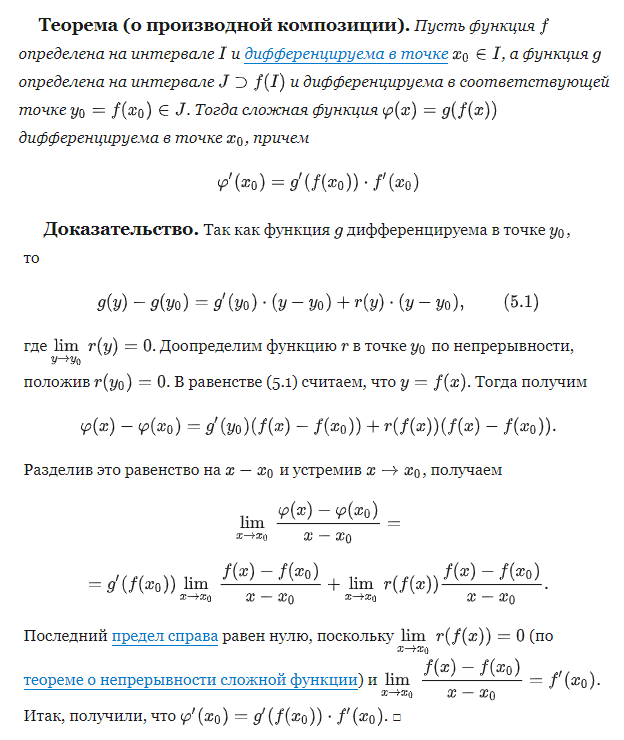 Теорема (о производной композиции). Пусть функция f
определена на интервале I и дифференцируема в точке x₀ ∈ I, а функция g
определена на интервале J ⊃ f(I) и дифференцируема в соответствующей
точке y₀ = f(x₀) ∈ J. Тогда сложная функция φ(x) = g(f(x))
дифференцируема в точке x₀, причем
φ′(x₀) = g′(f(x₀)) · f′(x₀)
Доказательство. Так как функция g дифференцируема в точке y₀,
то
g(y) − g(y₀) = g′(y₀) · (y − y₀) + r(y) · (y − y₀), (5.1)
где lim_{y→y₀} r(y) = 0. Доопределим функцию r в точке y₀ по непрерывности,
положив r(y₀) = 0. В равенстве (5.1) считаем, что y = f(x). Тогда получим
φ(x) − φ(x₀) = g′(y₀)(f(x) − f(x₀)) + r(f(x))(f(x) − f(x₀)).
Разделив это равенство на x − x₀ и устремив x → x₀, получаем
lim_{x→x₀} (φ(x) − φ(x₀))/(x − x₀) =
= g′(f(x₀)) lim_{x→x₀} (f(x) − f(x₀))/(x − x₀) + lim_{x→x₀} r(f(x)) (f(x) − f(x₀))/(x − x₀).
Последний предел справа равен нулю, поскольку lim_{x→x₀} r(f(x)) = 0 (по
теореме о непрерывности сложной функции) и lim_{x→x₀} (f(x) − f(x₀))/(x − x₀) = f′(x₀).
Итак, получили, что φ′(x₀) = g′(f(x₀)) · f′(x₀). □